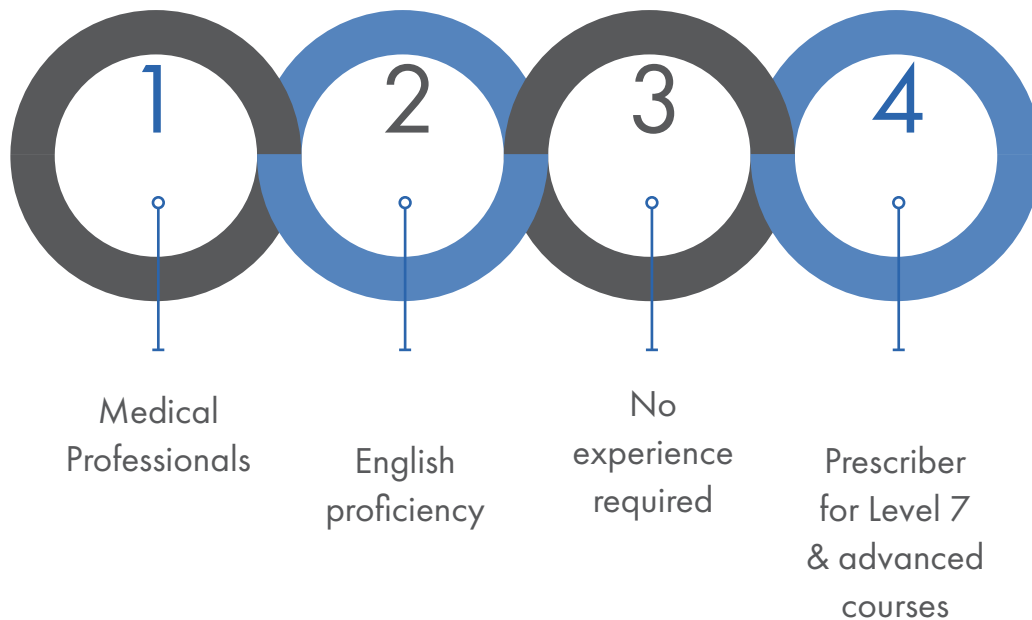 1
Medical
Professionals
2
English
proficiency
3
No
experience
required
4
Prescriber
for Level 7
& advanced
courses